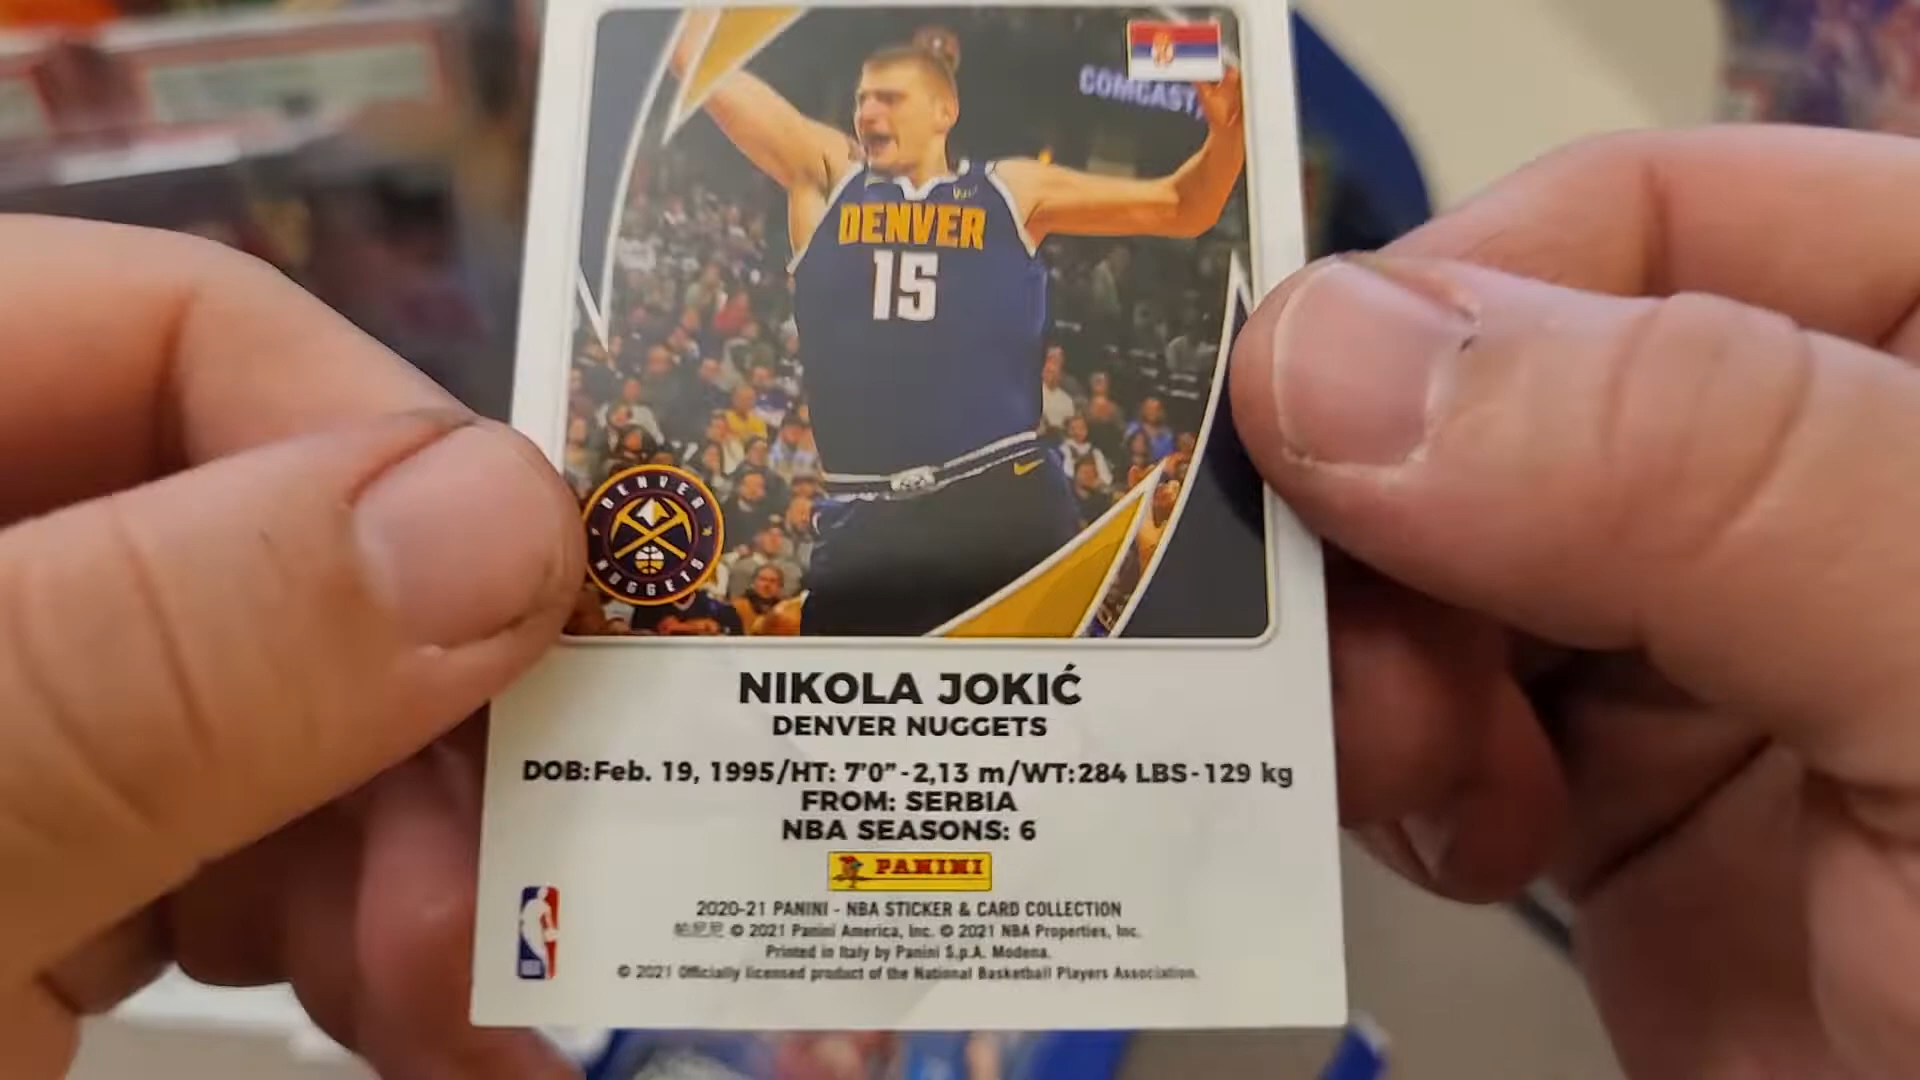 COMCAST
DENVER
15
DENVER
NUGGETS
NIKOLA JOKIĆ
DENVER NUGGETS
DOB:Feb. 19, 1995/HT: 7'0"-2,13 m/WT:284 LBS-129 kg
FROM: SERBIA
NBA SEASONS: 6
PANINI
2020-21 PANINI - NBA STICKER & CARD COLLECTION
帕尼尼 © 2021 Panini America, Inc. © 2021 NBA Properties, Inc.
Printed in Italy by Panini S.p.A. Modena.
© 2021 Officially licensed product of the National Basketball Players Association.